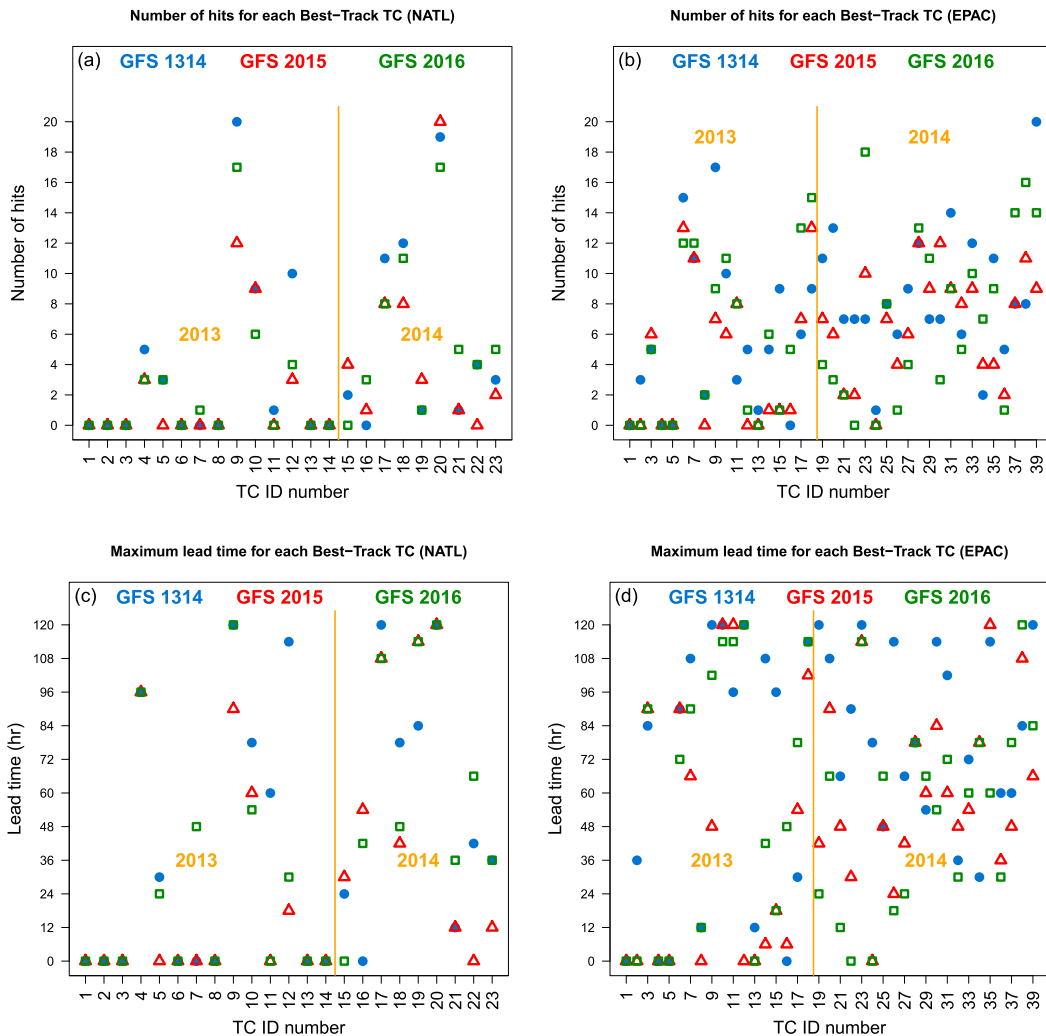 Number of hits for each Best−Track TC (NATL)
(a) GFS 1314 GFS 2015 GFS 2016
2013
2014
Number of hits
0 2 4 6 8 10 12 14 16 18 20
1 2 3 4 5 6 7 8 9 10 11 12 13 14 15 16 17 18 19 20 21 22 23
TC ID number
Number of hits for each Best−Track TC (EPAC)
(b) GFS 1314 GFS 2015 GFS 2016
2013 2014
Number of hits
0 2 4 6 8 10 12 14 16 18 20
1 3 5 7 9 11 13 15 17 19 21 23 25 27 29 31 33 35 37 39
TC ID number
Maximum lead time for each Best−Track TC (NATL)
(c) GFS 1314 GFS 2015 GFS 2016
2013 2014
Lead time (hr)
0 12 24 36 48 60 72 84 96 108 120
1 2 3 4 5 6 7 8 9 10 11 12 13 14 15 16 17 18 19 20 21 22 23
TC ID number
Maximum lead time for each Best−Track TC (EPAC)
(d) GFS 1314 GFS 2015 GFS 2016
2013 2014
Lead time (hr)
0 12 24 36 48 60 72 84 96 108 120
1 3 5 7 9 11 13 15 17 19 21 23 25 27 29 31 33 35 37 39
TC ID number